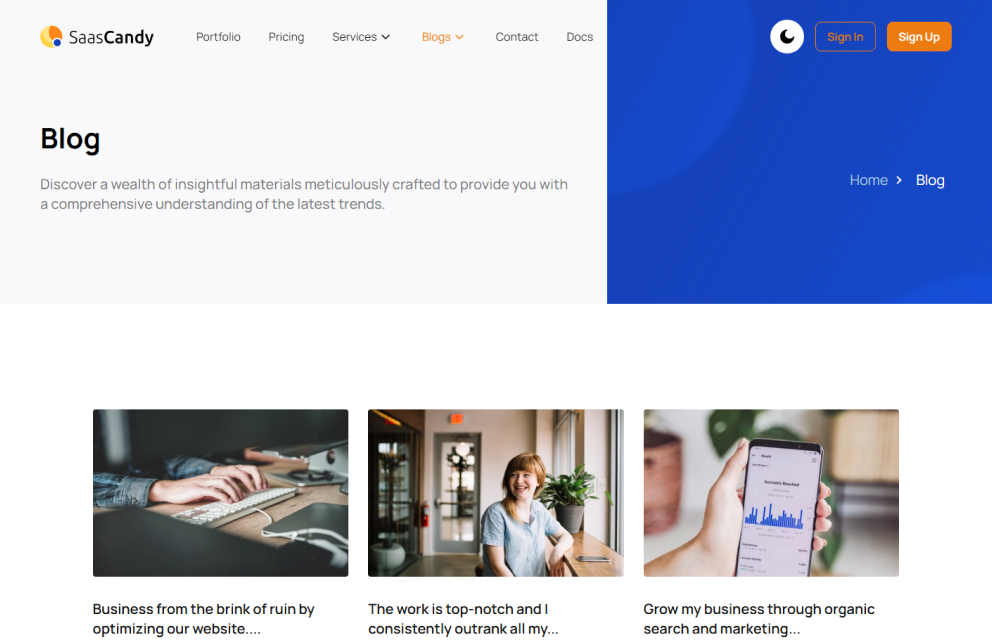 SaasCandy
Portfolio
Pricing
Services
Blogs
Contact
Docs
Sign In
Sign Up
Blog
Discover a wealth of insightful materials meticulously crafted to provide you with
a comprehensive understanding of the latest trends.
Home
Blog
Accounts Reached
Business from the brink of ruin by
optimizing our website....
The work is top-notch and I
consistently outrank all my...
Grow my business through organic
search and marketing...